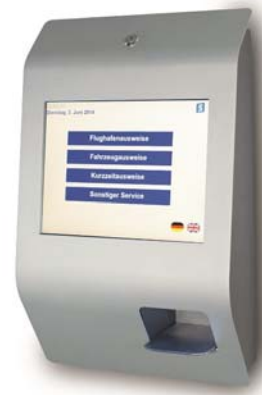 Dienstag, 3. Juni 2014
Flughafenausweise
Fahrzeugausweise
Kurzzeitausweise
Sonstiger Service